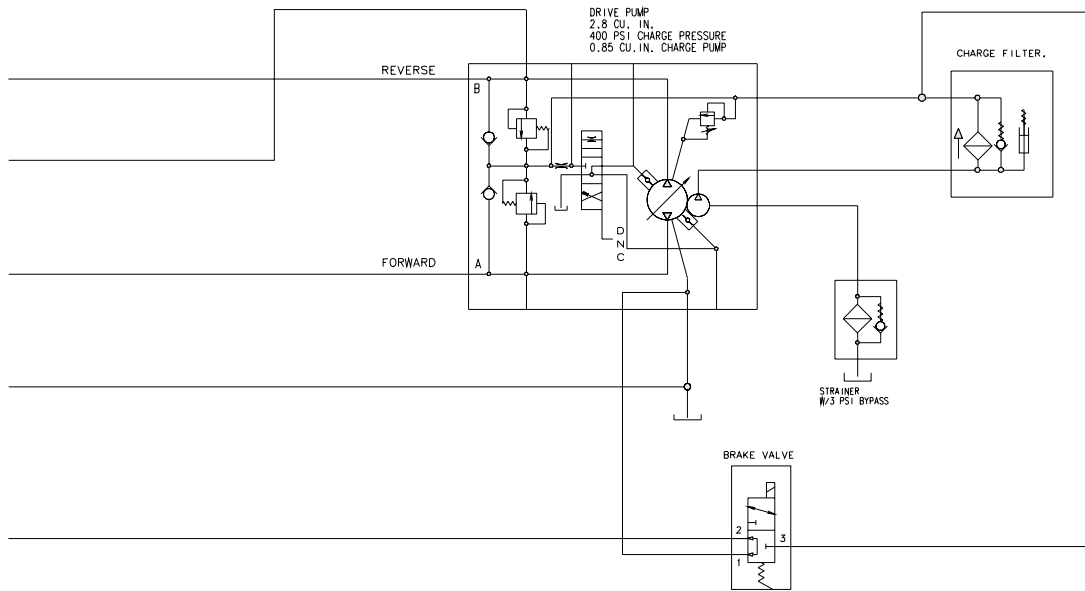 DRIVE PUMP
2.8 CU. IN.
400 PSI CHARGE PRESSURE
0.85 CU.IN. CHARGE PUMP
CHARGE FILTER.
REVERSE
B
D
N
C
FORWARD
A
STRAINER
W/3 PSI BYPASS
BRAKE VALVE
2
3
1